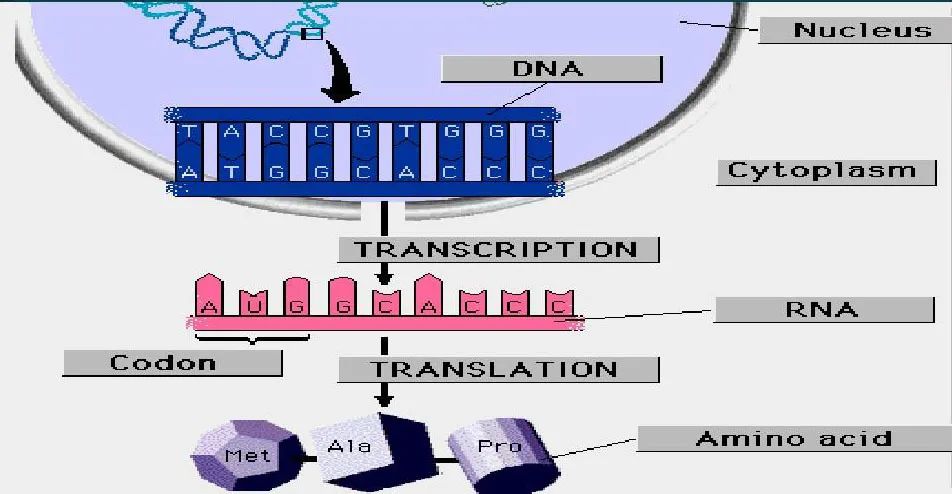 Nucleus
DNA
T A C C G T G G G
A T G G C A C C C
Cytoplasm
TRANSCRIPTION
A U G G C A C C C
RNA
Codon
TRANSLATION
Met Ala Pro
Amino acid